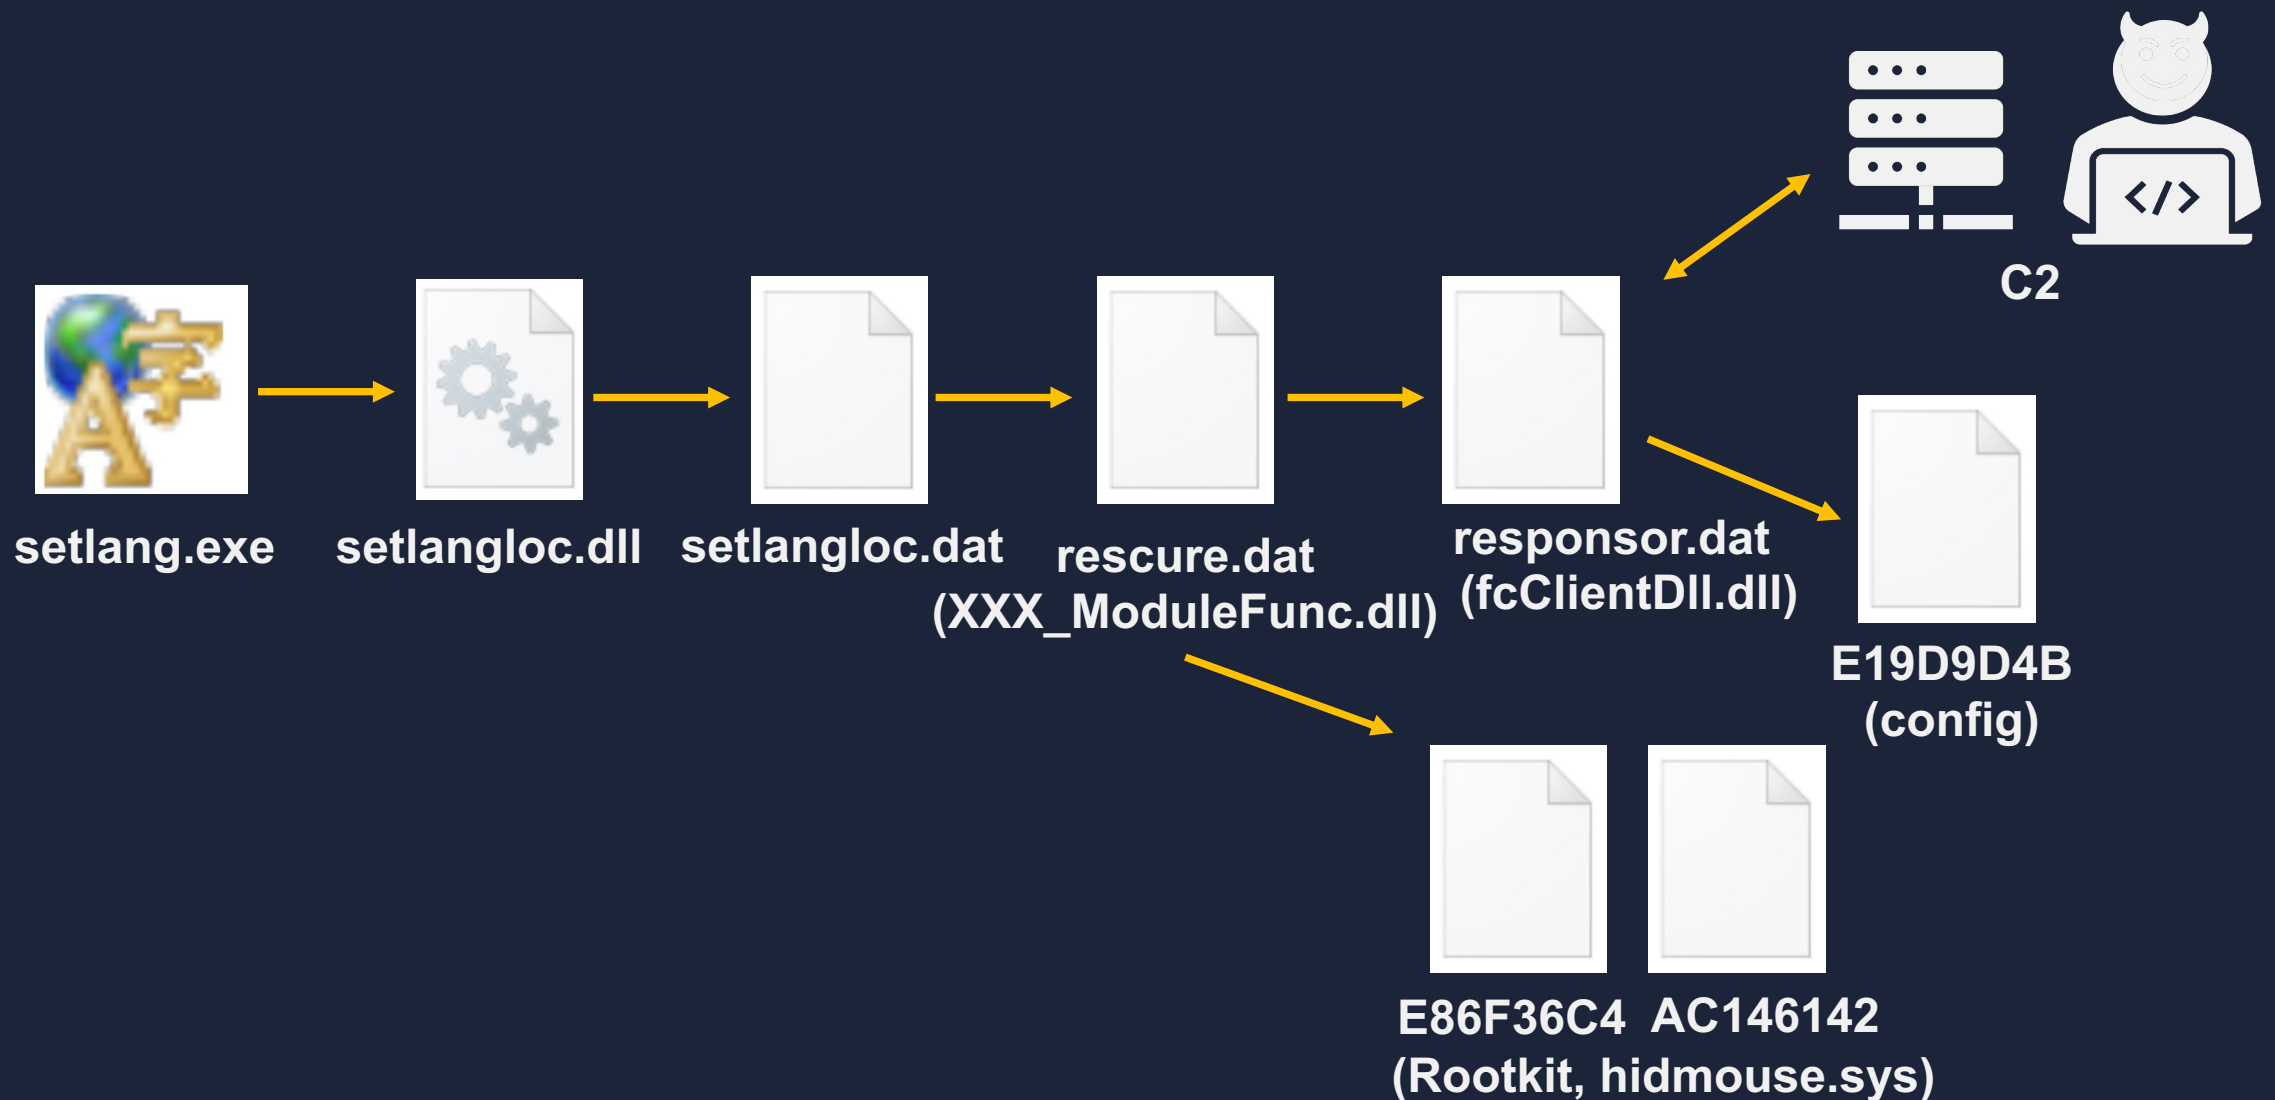 C2
setlang.exe
setlangloc.dll
setlangloc.dat
rescure.dat
(XXX_ModuleFunc.dll)
responsor.dat
(fcClientDll.dll)
E19D9D4B
(config)
E86F36C4
AC146142
(Rootkit, hidmouse.sys)